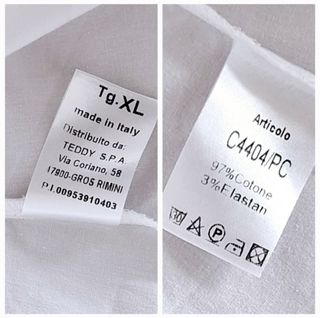 Tg.XL
made in Italy
Distribuito da:
TEDDY S.P.A
Via Coriano, 58
47900-GROS RIMINI
P.I.00953910403
Articolo
C4404/PC
97%Cotone
3%Elastan
30
P